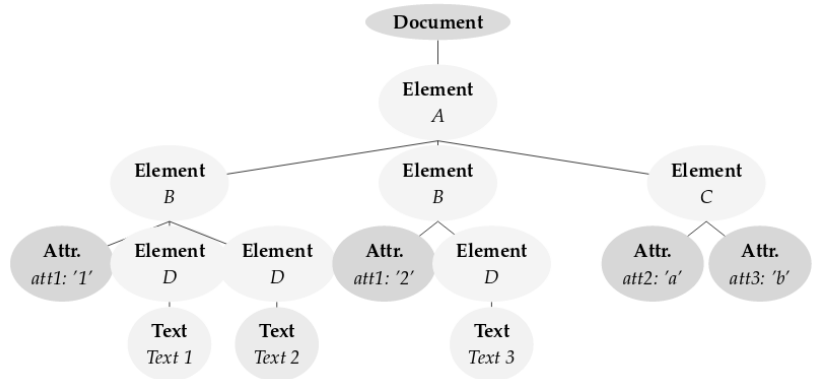 Document
Element
A
Element
B
Element
B
Element
C
Attr.
att1: '1'
Element
D
Element
D
Attr.
att1: '2'
Element
D
Attr.
att2: 'a'
Attr.
att3: 'b'
Text
Text 1
Text
Text 2
Text
Text 3